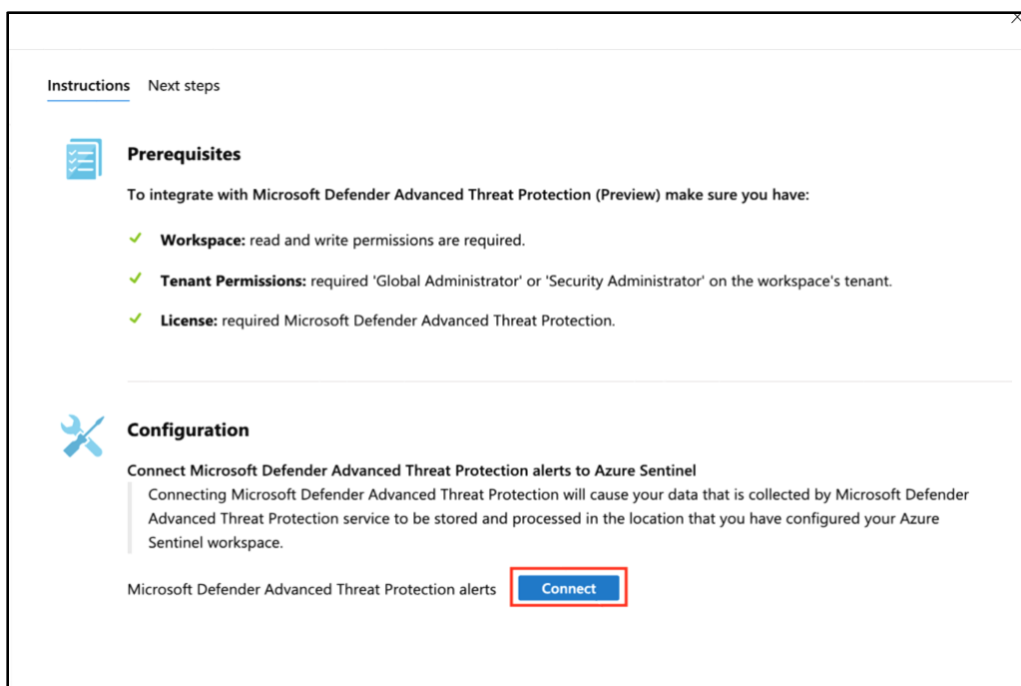 Instructions Next steps
Prerequisites
To integrate with Microsoft Defender Advanced Threat Protection (Preview) make sure you have:
Workspace: read and write permissions are required.
Tenant Permissions: required 'Global Administrator' or 'Security Administrator' on the workspace's tenant.
License: required Microsoft Defender Advanced Threat Protection.
Configuration
Connect Microsoft Defender Advanced Threat Protection alerts to Azure Sentinel
Connecting Microsoft Defender Advanced Threat Protection will cause your data that is collected by Microsoft Defender
Advanced Threat Protection service to be stored and processed in the location that you have configured your Azure
Sentinel workspace.
Microsoft Defender Advanced Threat Protection alerts Connect